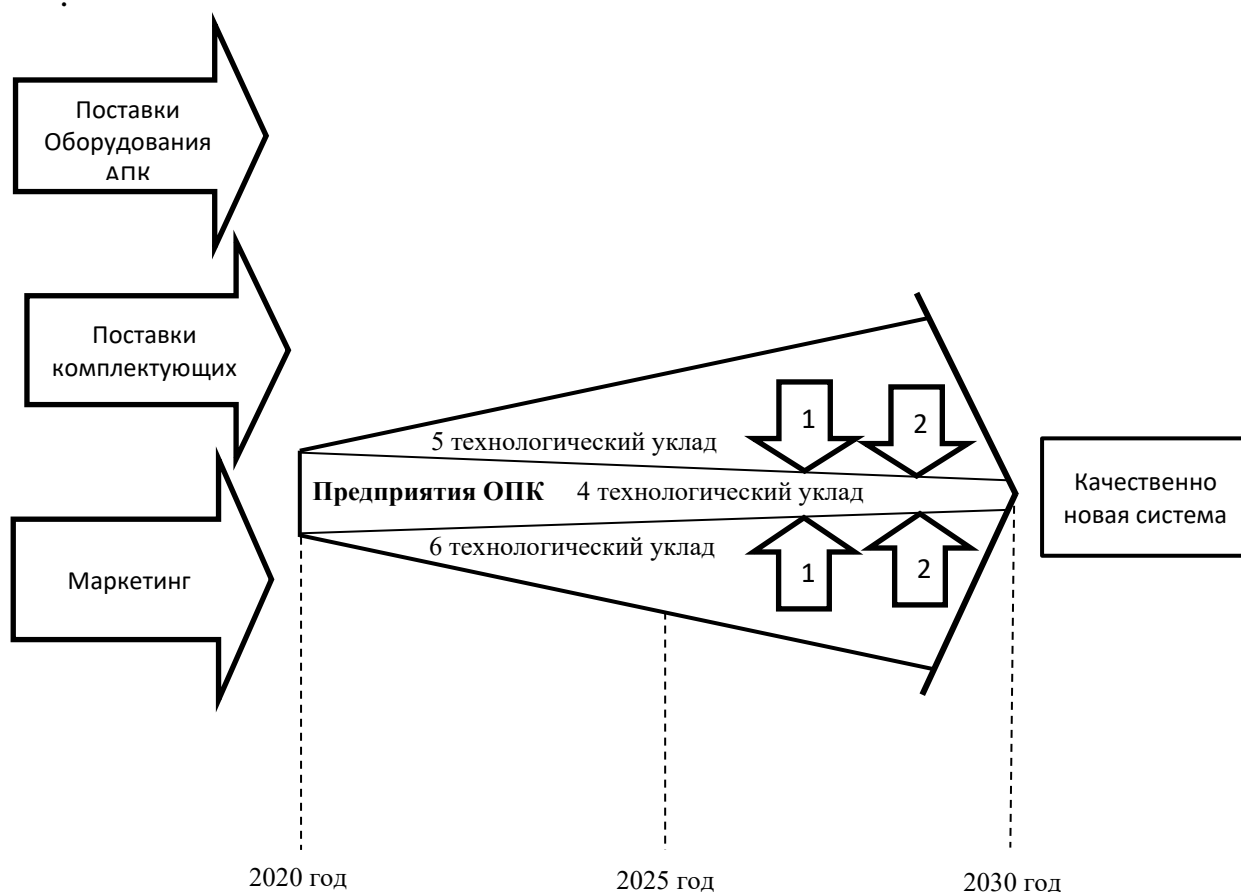 .
Поставки
Оборудования
АПК
Поставки
комплектующих
Маркетинг
5 технологический уклад
Предприятия ОПК 4 технологический уклад
6 технологический уклад
1
2
1
2
Качественно
новая система
2020 год
2025 год
2030 год